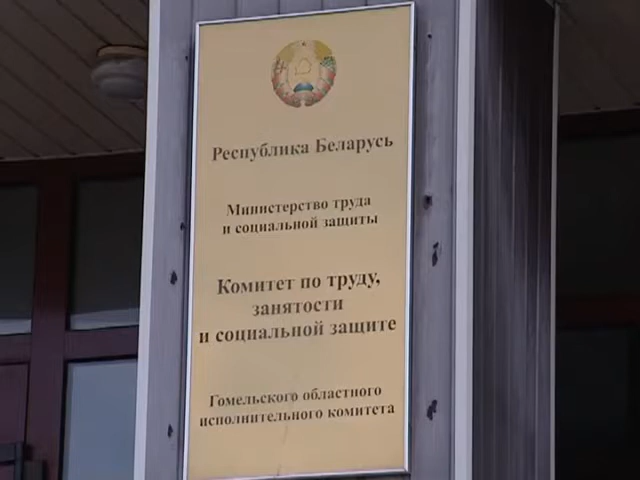 Республика Беларусь
Министерство труда
и социальной защиты
Комитет по труду,
занятости
и социальной защите
Гомельского областного
исполнительного комитета